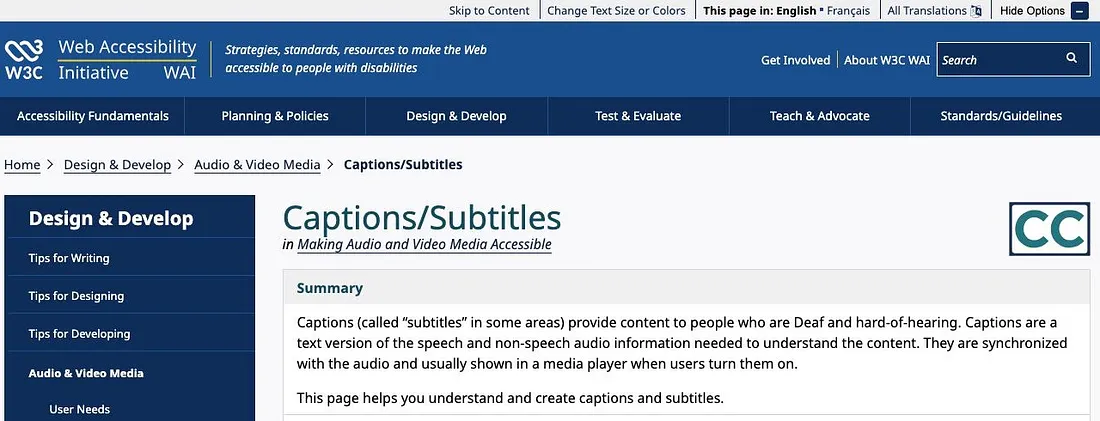 Skip to Content Change Text Size or Colors This page in: English • Français All Translations Hide Options
W3C
Web Accessibility
Initiative WAI
Strategies, standards, resources to make the Web
accessible to people with disabilities
Get Involved About W3C WAI Search
Accessibility Fundamentals Planning & Policies Design & Develop Test & Evaluate Teach & Advocate Standards/Guidelines
Home > Design & Develop > Audio & Video Media > Captions/Subtitles
Design & Develop
Tips for Writing
Tips for Designing
Tips for Developing
Audio & Video Media
User Needs
Captions/Subtitles
in Making Audio and Video Media Accessible
CC
Summary
Captions (called “subtitles” in some areas) provide content to people who are Deaf and hard-of-hearing. Captions are a
text version of the speech and non-speech audio information needed to understand the content. They are synchronized
with the audio and usually shown in a media player when users turn them on.
This page helps you understand and create captions and subtitles.